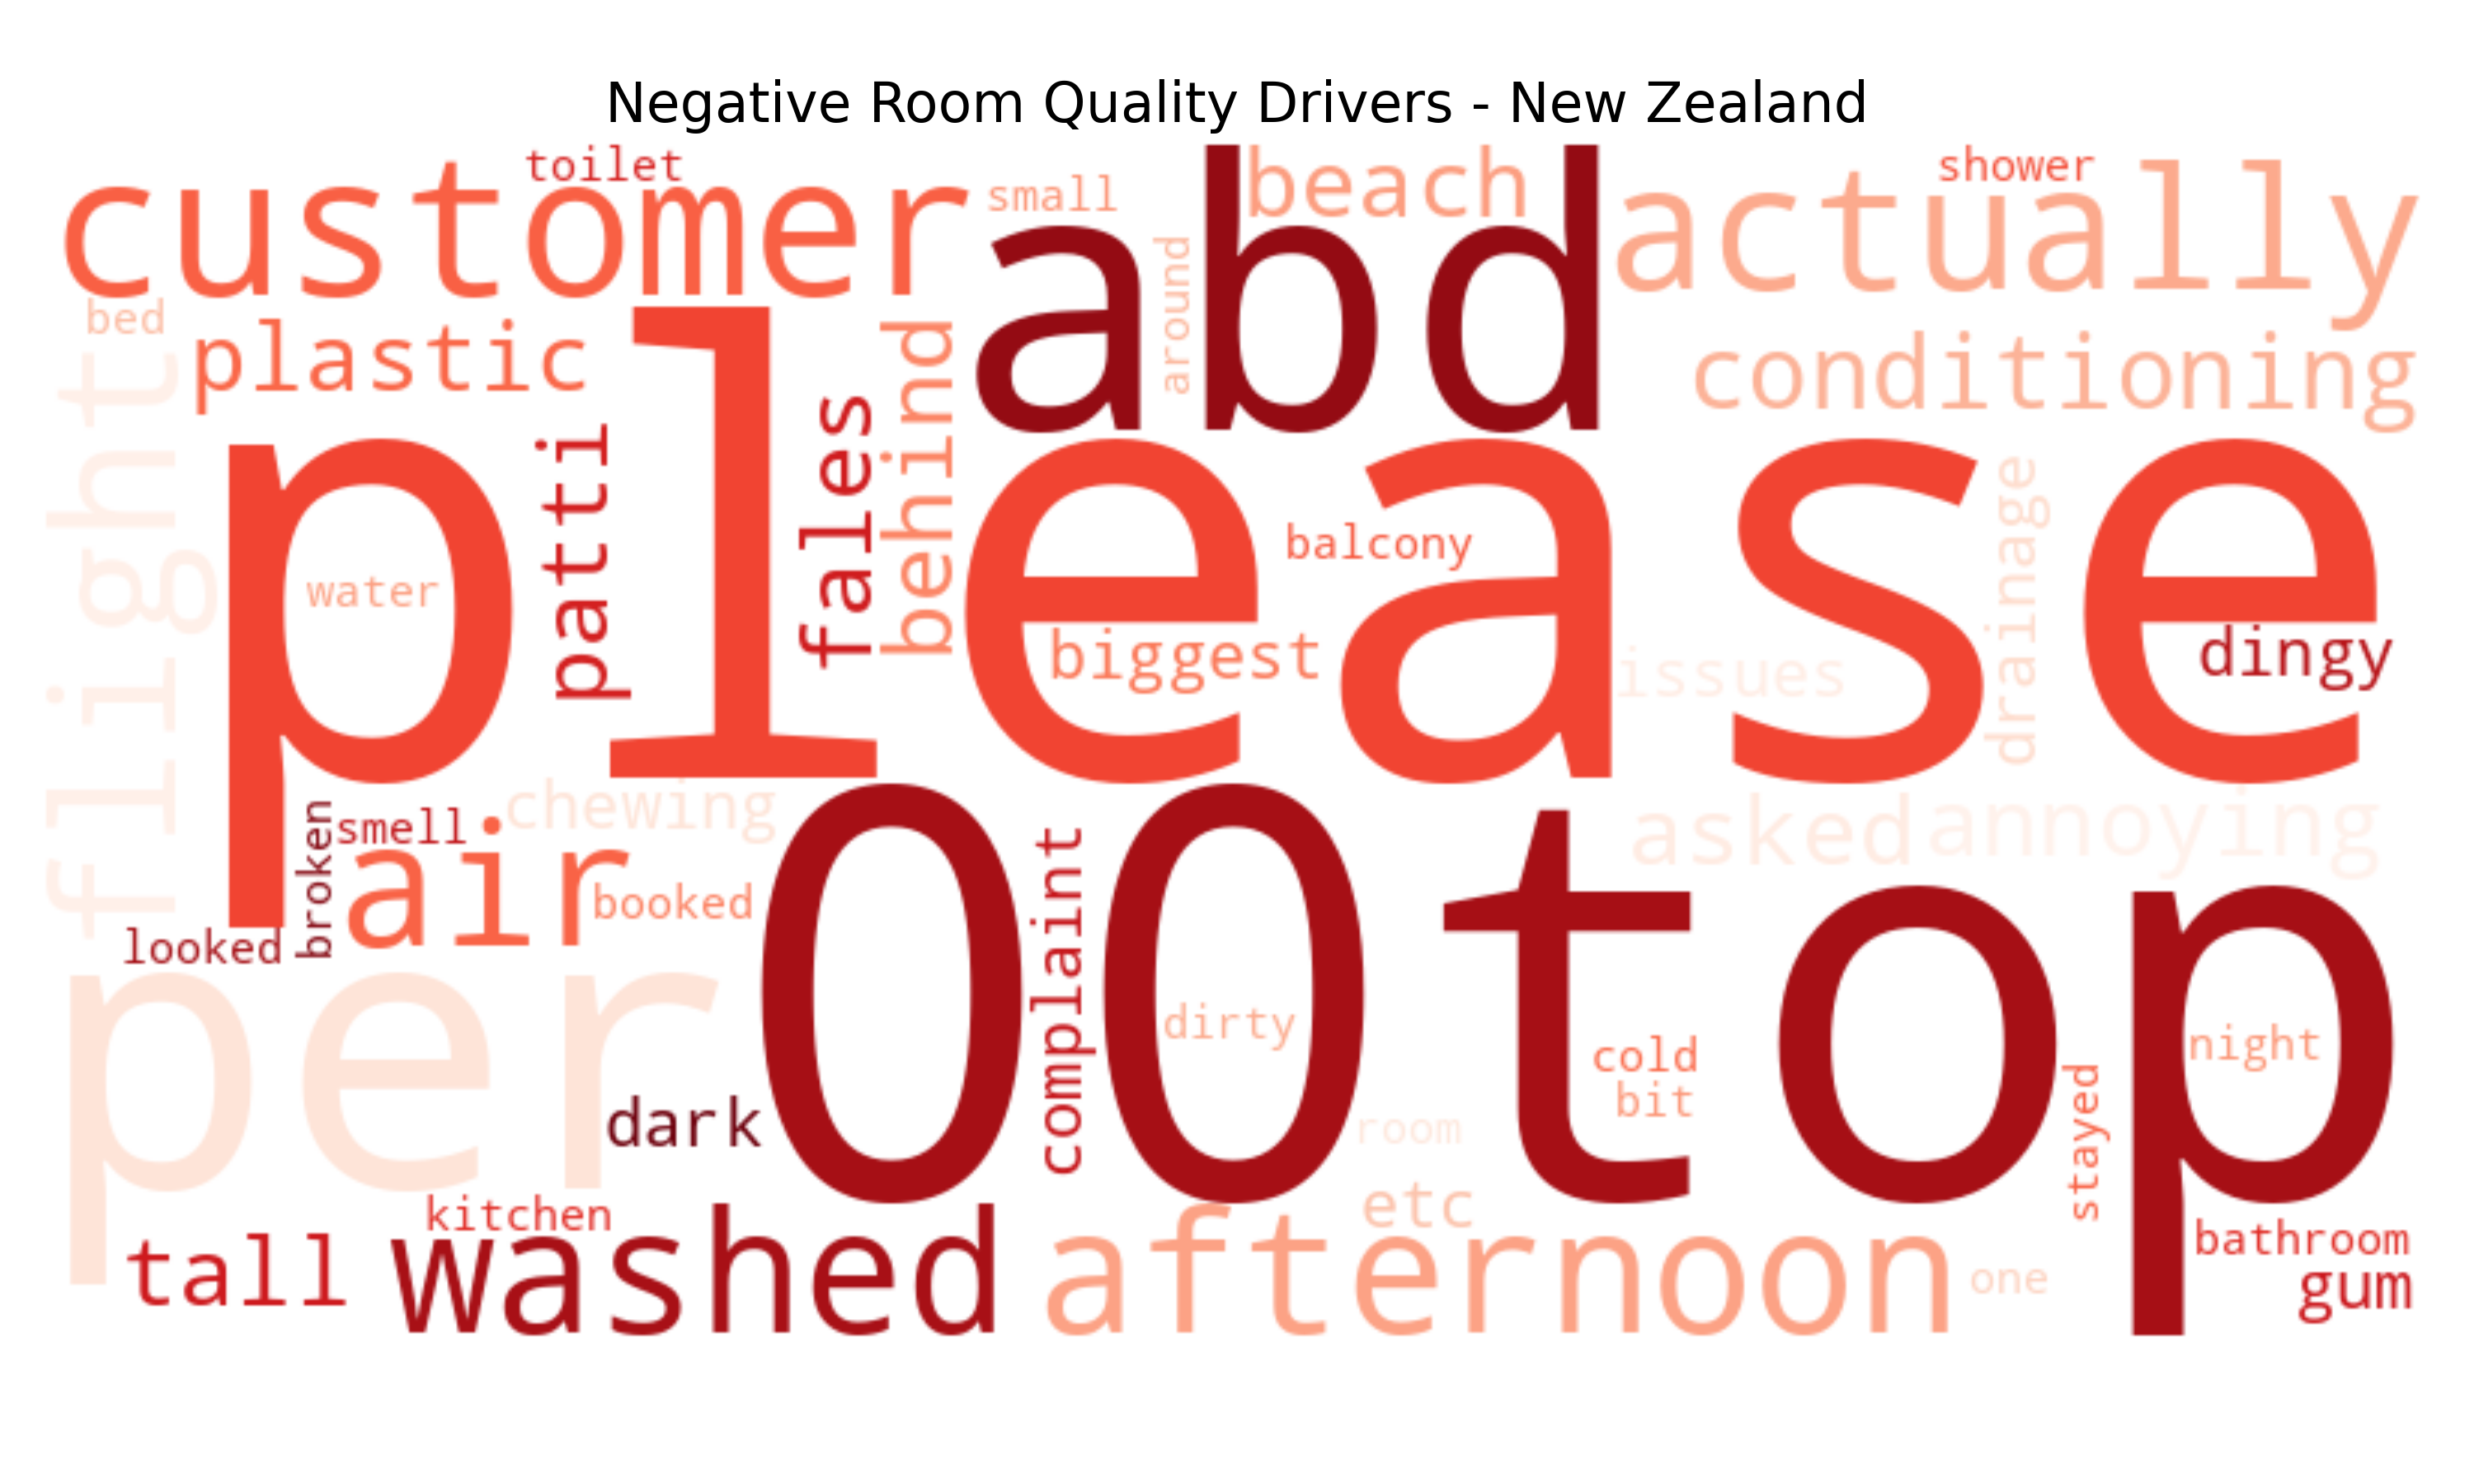 Negative Room Quality Drivers - New Zealand
toilet
customer
small
beach
shower
actually
abd
around
bed
plastic
behind
conditioning
flight
patti
fales
please
water
balcony
biggest
issues
drainage
dingy
chewing
broken
smell
air
booked
asked
annoying
looked
complaint
00
top
per
dirty
cold
bit
night
dark
room
stayed
kitchen
etc
tall
washed
afternoon
one
bathroom
gum